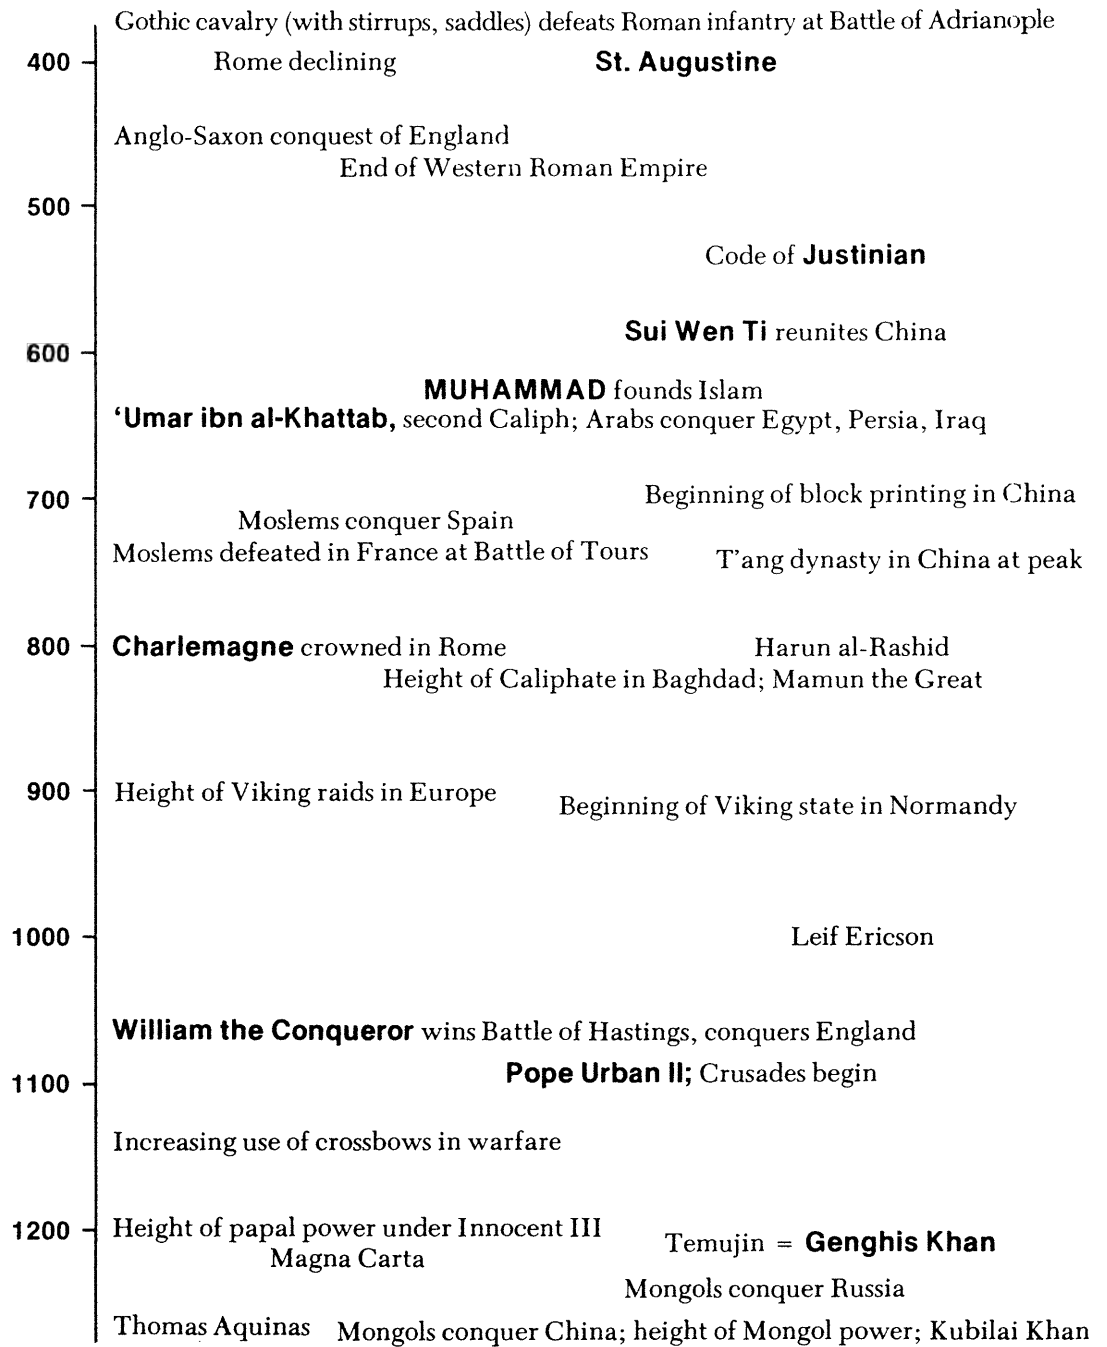 Gothic cavalry (with stirrups, saddles) defeats Roman infantry at Battle of Adrianople
400 Rome declining St. Augustine
Anglo-Saxon conquest of England
End of Western Roman Empire
500
Code of Justinian
Sui Wen Ti reunites China
600
MUHAMMAD founds Islam
‘Umar ibn al-Khattab, second Caliph; Arabs conquer Egypt, Persia, Iraq
700 Beginning of block printing in China
Moslems conquer Spain
Moslems defeated in France at Battle of Tours T’ang dynasty in China at peak
800 Charlemagne crowned in Rome Harun al-Rashid
Height of Caliphate in Baghdad; Mamun the Great
900 Height of Viking raids in Europe
Beginning of Viking state in Normandy
1000 Leif Ericson
William the Conqueror wins Battle of Hastings, conquers England
1100 Pope Urban II; Crusades begin
Increasing use of crossbows in warfare
1200 Height of papal power under Innocent III
Temujin = Genghis Khan
Magna Carta
Mongols conquer Russia
Thomas Aquinas Mongols conquer China; height of Mongol power; Kubilai Khan